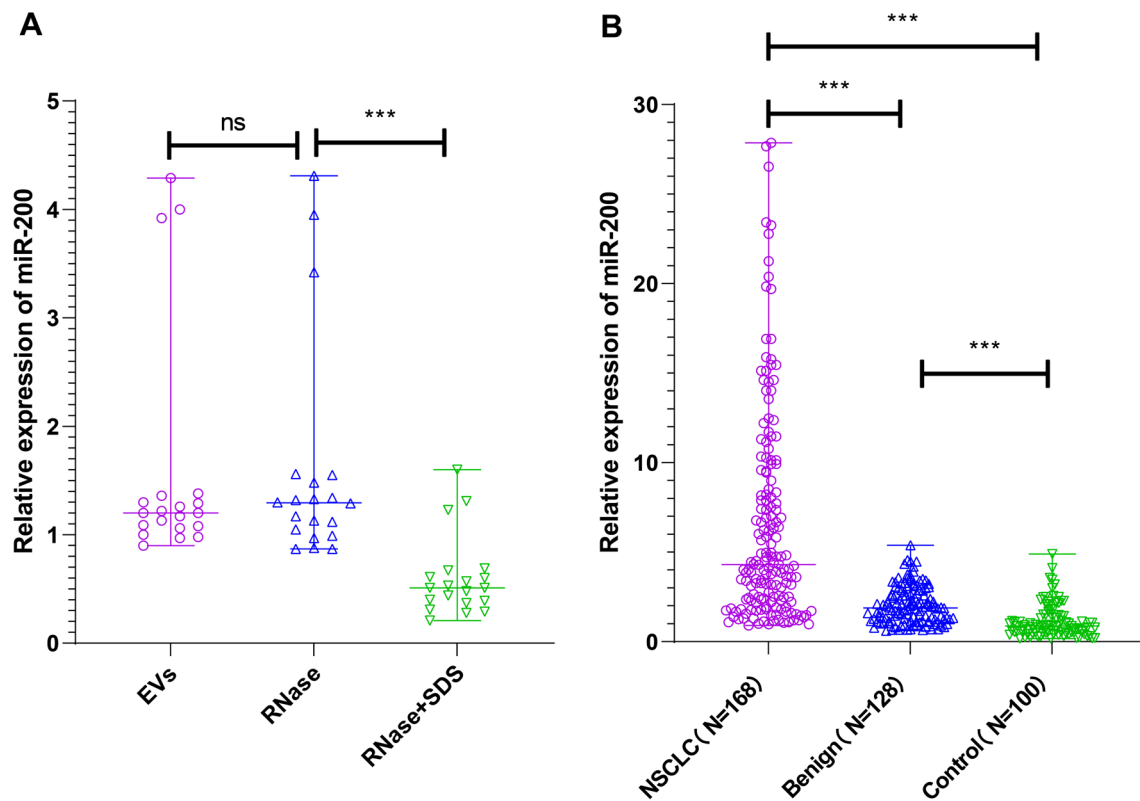 A
Relative expression of miR-200
5
4
3
2
1
0
ns
***
EVs
RNase
RNase+SDS
B
Relative expression of miR-200
30
20
10
0
***
***
***
NSCLC( N=168)
Benign( N=128)
Control( N=100)